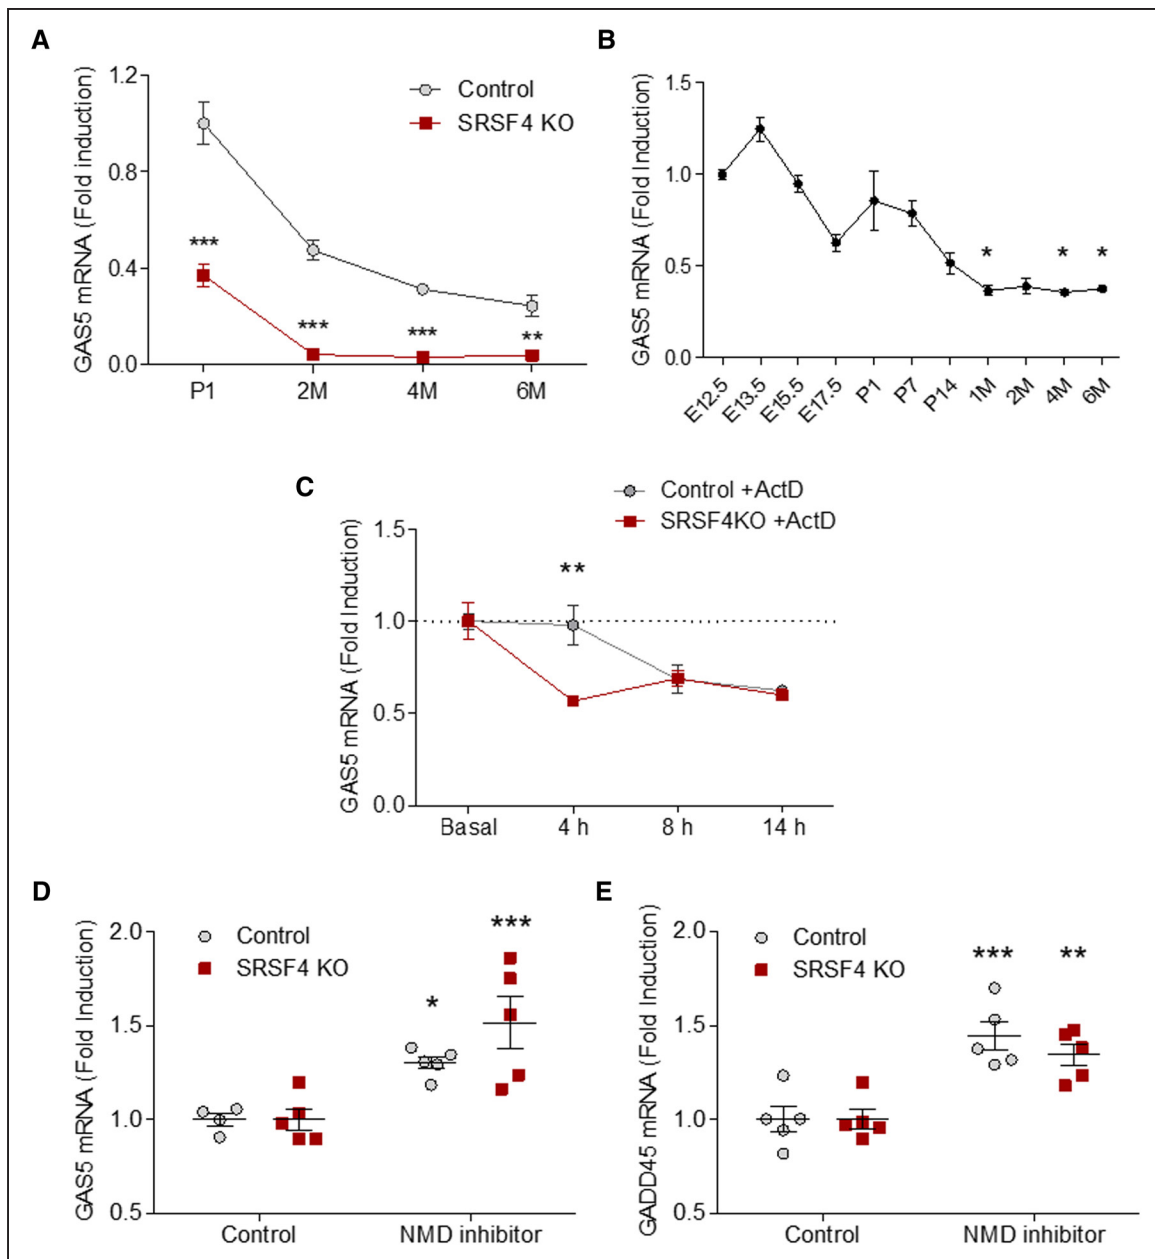 A
GAS5 mRNA (Fold induction)
1.2
0.8
0.4
0.0
Control
SRSF4 KO
***
***
***
**
P1
2M
4M
6M
B
GAS5 mRNA (Fold Induction)
1.5
1.0
0.5
0.0
*
*
*
E12.5
E13.5
E15.5
E17.5
P1
P7
P14
1M
2M
4M
6M
C
GAS5 mRNA (Fold Induction)
Control +ActD
SRSF4KO +ActD
1.5
1.0
0.5
0.0
**
Basal
4 h
8 h
14 h
D
GAS5 mRNA (Fold Induction)
2.0
1.5
1.0
0.5
Control
SRSF4 KO
*
***
Control
NMD inhibitor
E
GADD45 mRNA (Fold Induction)
2.0
1.5
1.0
0.5
Control
SRSF4 KO
***
**
Control
NMD inhibitor